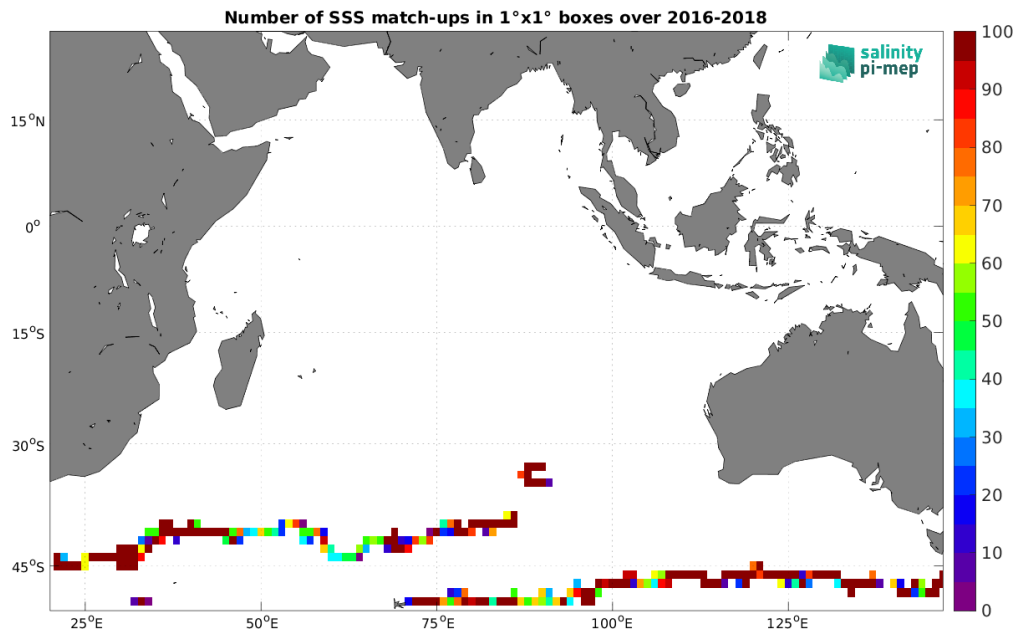 Number of SSS match-ups in 1°x1° boxes over 2016-2018
salinity
pi-mep
15°N
0°
15°S
30°S
45°S
25°E
50°E
75°E
100°E
125°E
100
90
80
70
60
50
40
30
20
10
0